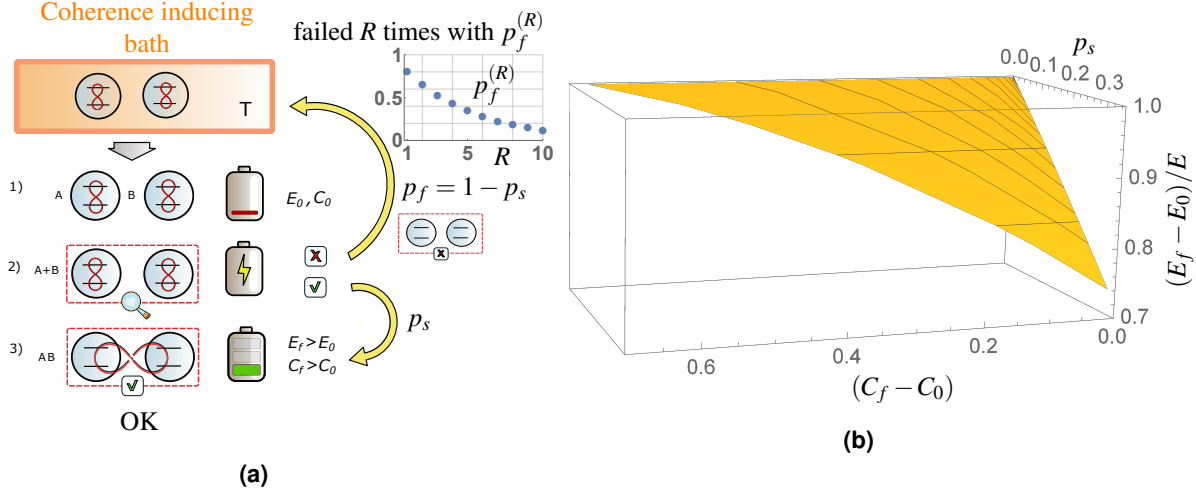 Coherence inducing
bath
T
failed R times with p_f^{(R)}
1
0.5
0
p_f^{(R)}
1 5 10
R
p_f = 1 − p_s
1) A B E_0, C_0
2) A+B
3) AB E_f>E_0
C_f>C_0
p_s
OK
(a)
p_s
0.0 0.1 0.2 0.3
1.0
0.9
0.8
0.7
(E_f − E_0)/E
0.6 0.4 0.2 0.0
(C_f − C_0)
(b)